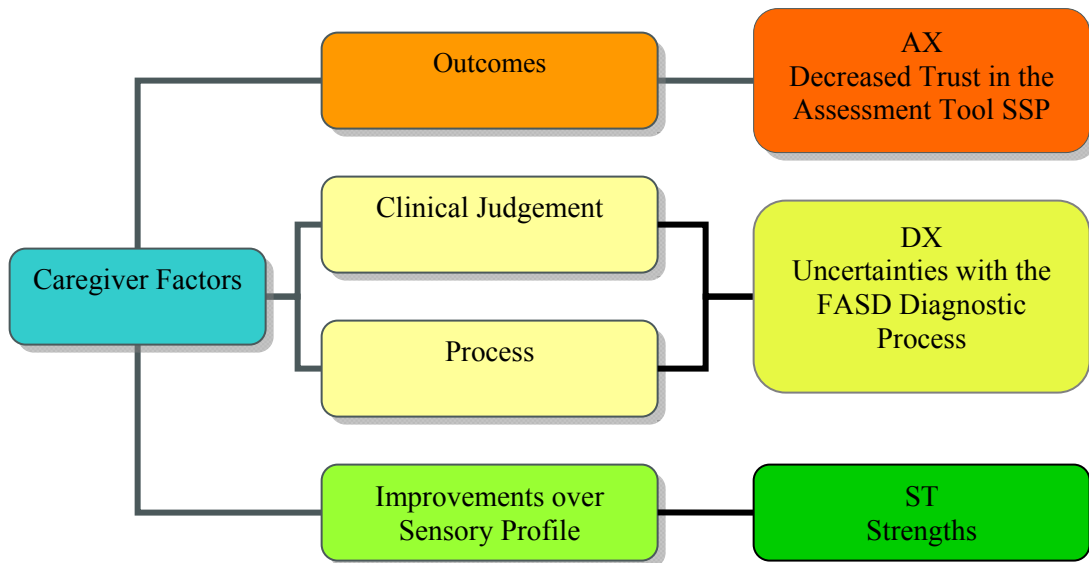 Caregiver Factors
Outcomes
AX
Decreased Trust in the
Assessment Tool SSP
Clinical Judgement
Process
DX
Uncertainties with the
FASD Diagnostic
Process
Improvements over
Sensory Profile
ST
Strengths